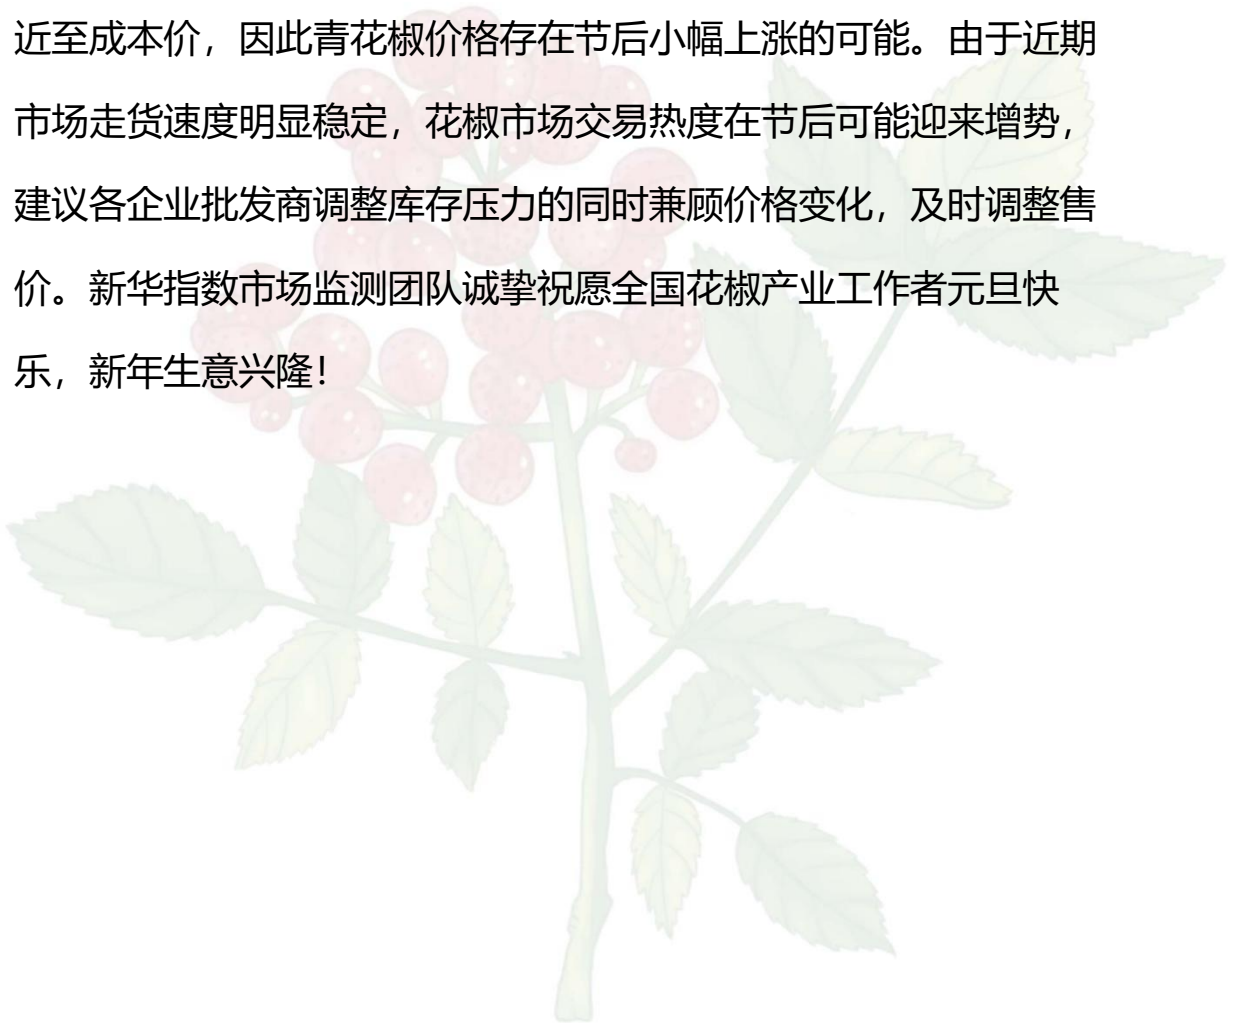 近至成本价，因此青花椒价格存在节后小幅上涨的可能。由于近期
市场走货速度明显稳定，花椒市场交易热度在节后可能迎来增势，
建议各企业批发商调整库存压力的同时兼顾价格变化，及时调整售
价。新华指数市场监测团队诚挚祝愿全国花椒产业工作者元旦快
乐，新年生意兴隆！